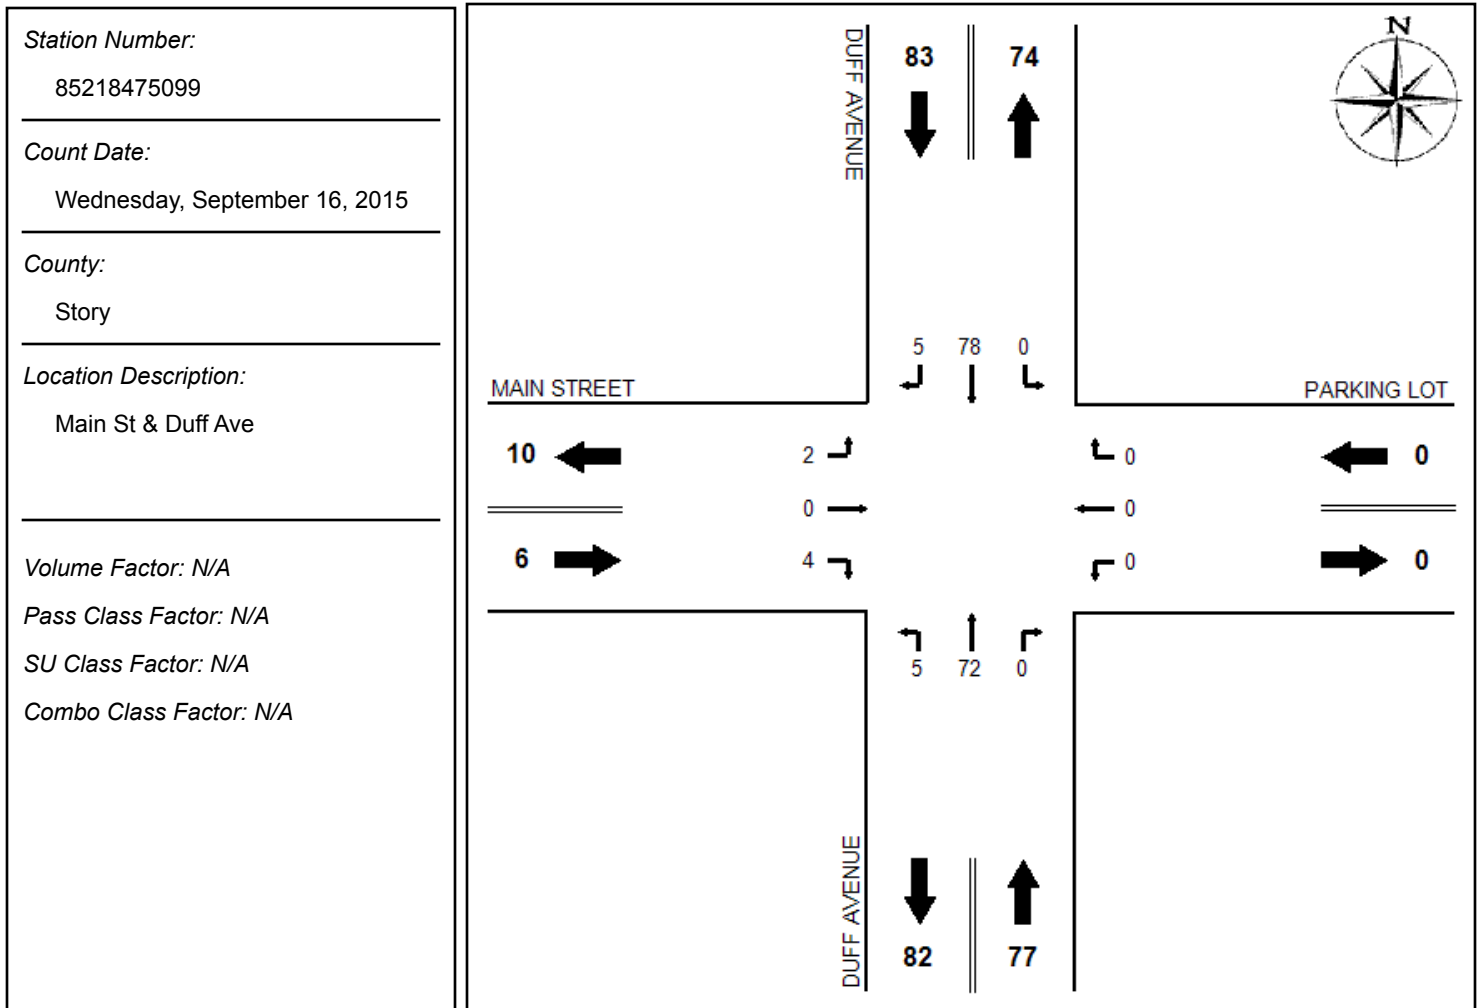 Station Number:
85218475099
Count Date:
Wednesday, September 16, 2015
County:
Story
Location Description:
Main St & Duff Ave
Volume Factor: N/A
Pass Class Factor: N/A
SU Class Factor: N/A
Combo Class Factor: N/A
N
DUFF AVENUE
83 74
5 78 0
MAIN STREET
PARKING LOT
10 2 0 0
0 0
6 4 0 0
5 72 0
DUFF AVENUE
82 77